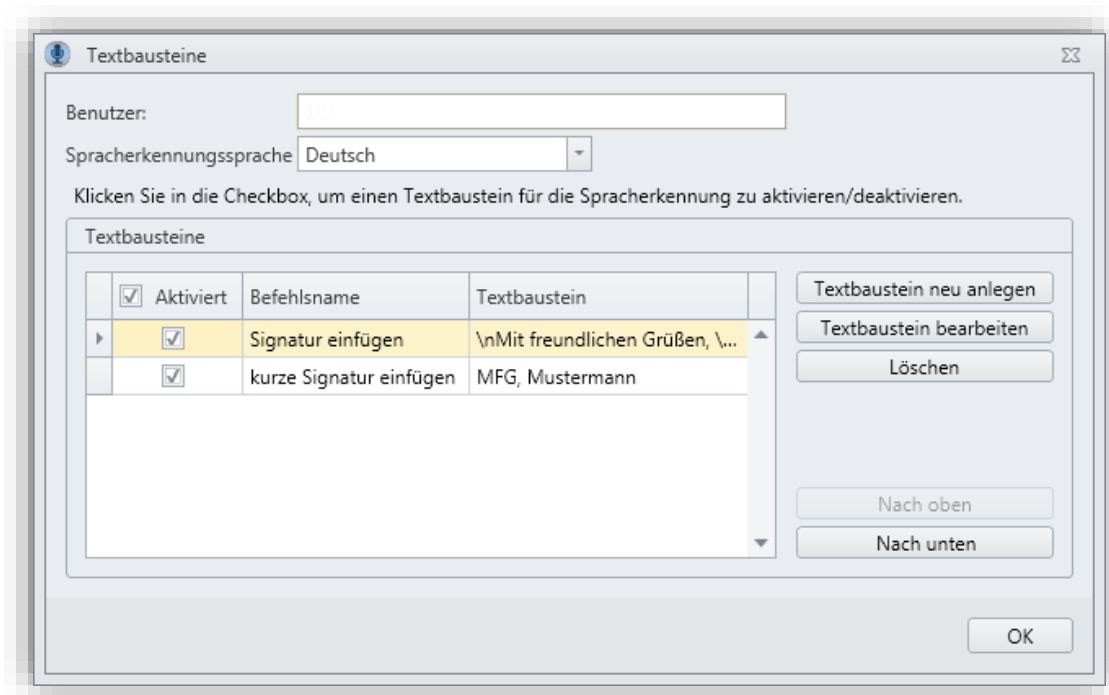 Textbausteine
Benutzer:
Spracherkennungssprache Deutsch
Klicken Sie in die Checkbox, um einen Textbaustein für die Spracherkennung zu aktivieren/deaktivieren.
Textbausteine
Aktiviert Befehlsname Textbaustein
Signatur einfügen \nMit freundlichen Grüßen, \...
kurze Signatur einfügen MFG, Mustermann
Textbaustein neu anlegen
Textbaustein bearbeiten
Löschen
Nach oben
Nach unten
OK